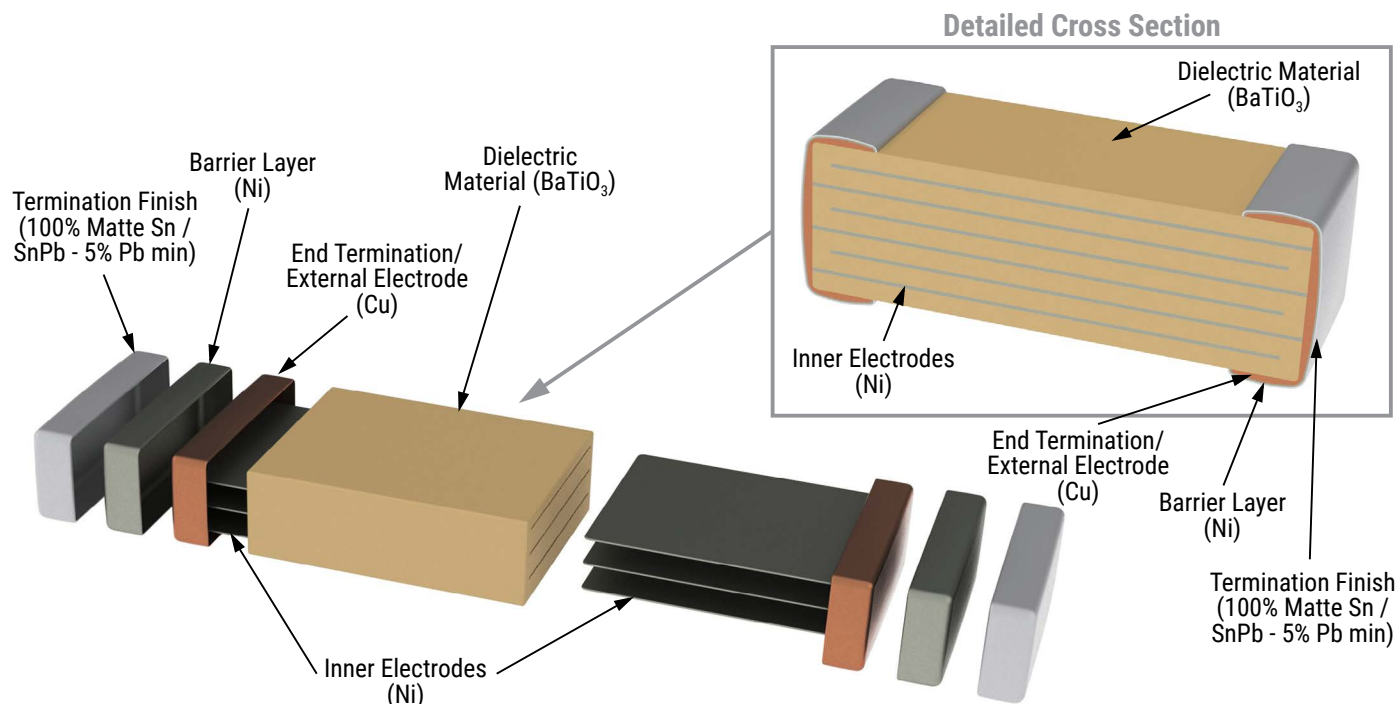 Detailed Cross Section
Dielectric Material
(BaTiO₃)
Inner Electrodes
(Ni)
End Termination/
External Electrode
(Cu)
Barrier Layer
(Ni)
Termination Finish
(100% Matte Sn /
SnPb - 5% Pb min)
Termination Finish
(100% Matte Sn /
SnPb - 5% Pb min)
Barrier Layer
(Ni)
End Termination/
External Electrode
(Cu)
Dielectric
Material (BaTiO₃)
Inner Electrodes
(Ni)